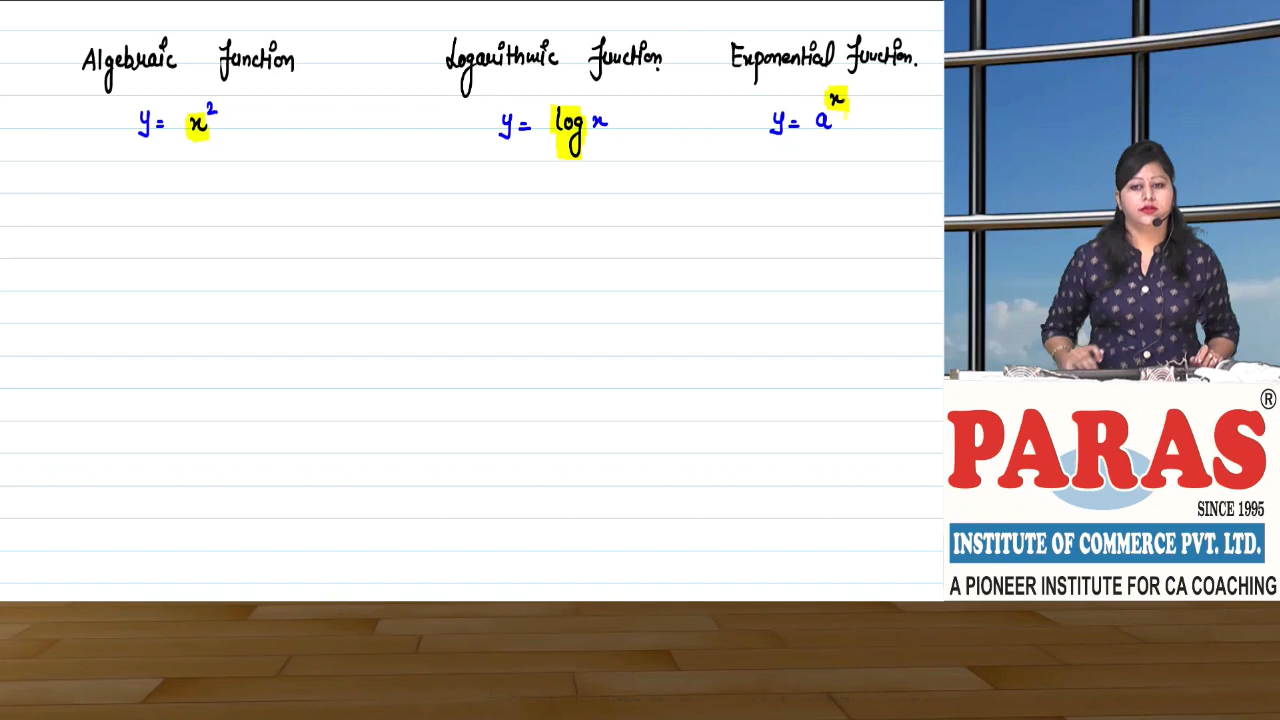 Algebraic function Logarithmic function. Exponential function.
y = x² y = log x y = aˣ
PARAS ®
SINCE 1995
INSTITUTE OF COMMERCE PVT. LTD.
A PIONEER INSTITUTE FOR CA COACHING